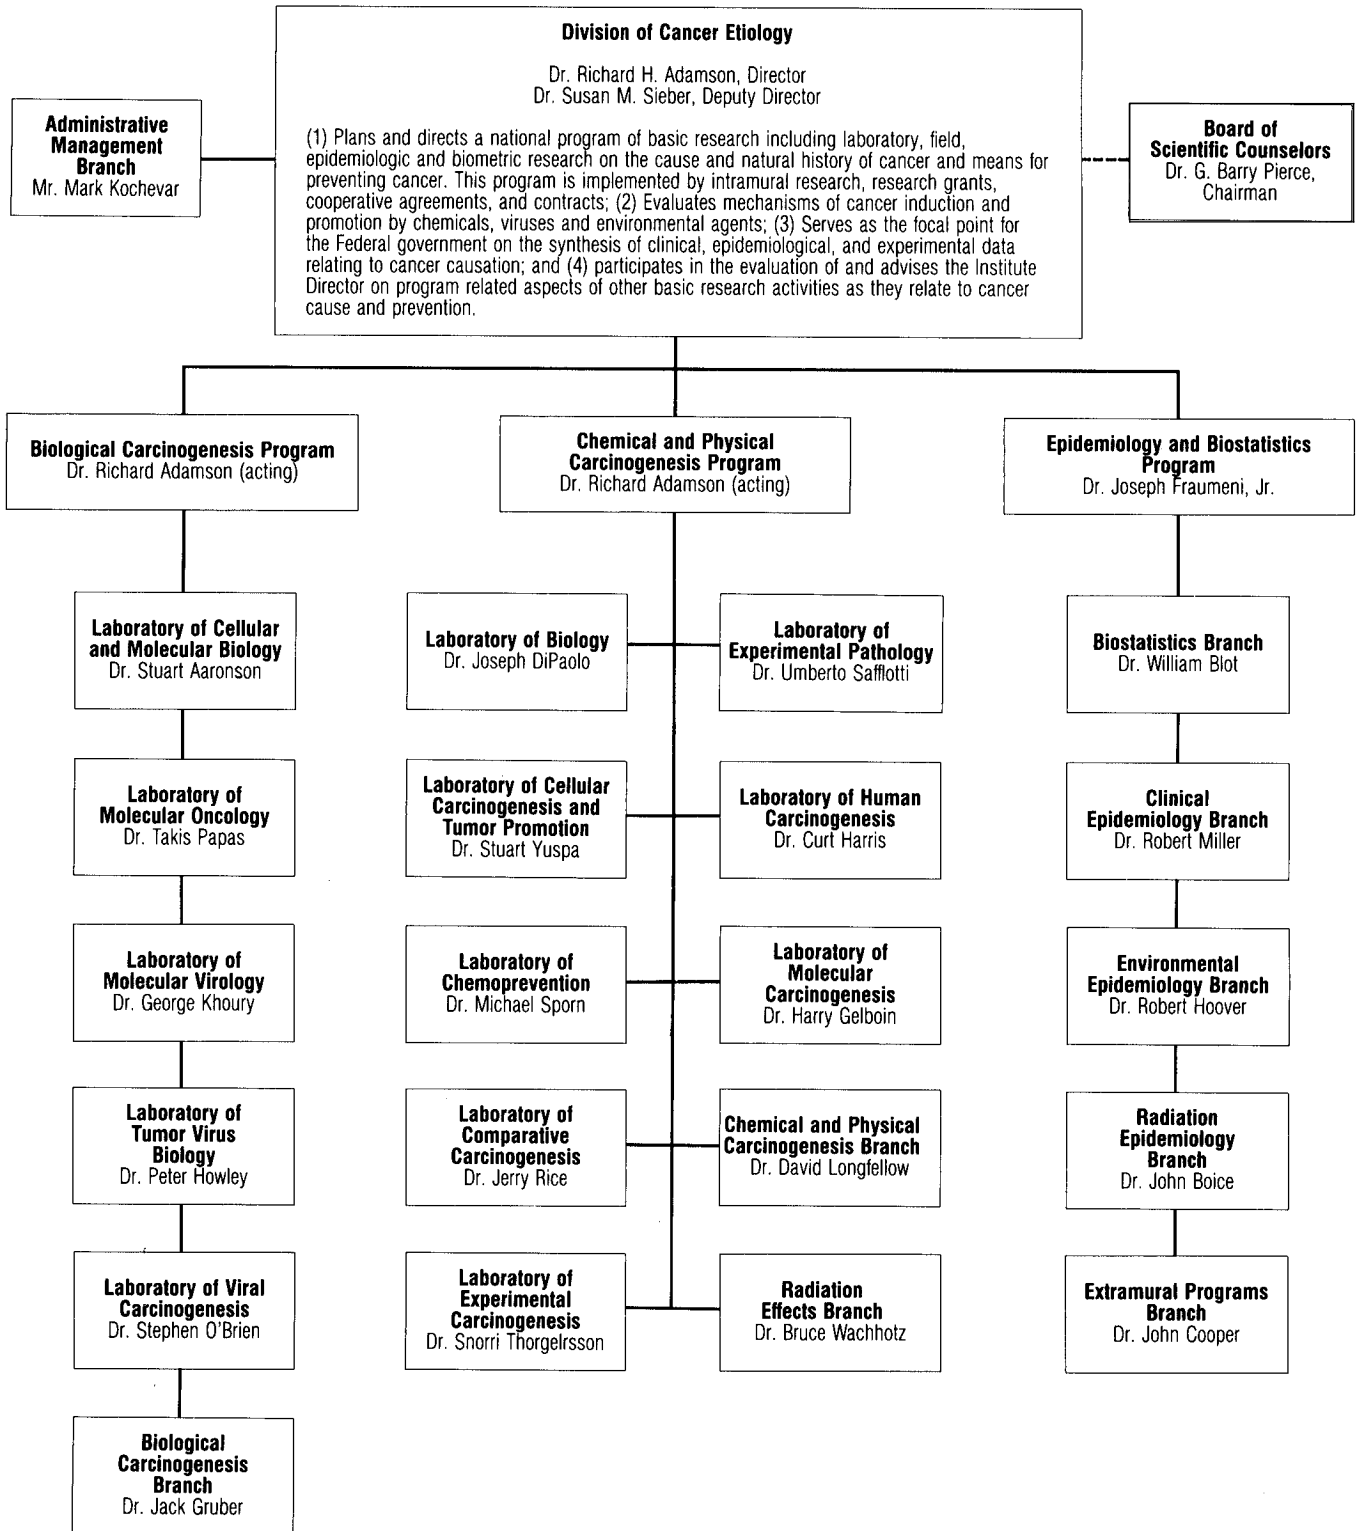 Division of Cancer Etiology
Dr. Richard H. Adamson, Director
Dr. Susan M. Sieber, Deputy Director
(1) Plans and directs a national program of basic research including laboratory, field,
epidemiologic and biometric research on the cause and natural history of cancer and means for
preventing cancer. This program is implemented by intramural research, research grants,
cooperative agreements, and contracts; (2) Evaluates mechanisms of cancer induction and
promotion by chemicals, viruses and environmental agents; (3) Serves as the focal point for
the Federal government on the synthesis of clinical, epidemiological, and experimental data
relating to cancer causation; and (4) participates in the evaluation of and advises the Institute
Director on program related aspects of other basic research activities as they relate to cancer
cause and prevention.
Administrative
Management
Branch
Mr. Mark Kochevar
Board of
Scientific Counselors
Dr. G. Barry Pierce,
Chairman
Biological Carcinogenesis Program
Dr. Richard Adamson (acting)
Chemical and Physical
Carcinogenesis Program
Dr. Richard Adamson (acting)
Epidemiology and Biostatistics
Program
Dr. Joseph Fraumeni, Jr.
Laboratory of Cellular
and Molecular Biology
Dr. Stuart Aaronson
Laboratory of Biology
Dr. Joseph DiPaolo
Laboratory of
Experimental Pathology
Dr. Umberto Safflotti
Biostatistics Branch
Dr. William Blot
Laboratory of
Molecular Oncology
Dr. Takis Papas
Laboratory of Cellular
Carcinogenesis and
Tumor Promotion
Dr. Stuart Yuspa
Laboratory of Human
Carcinogenesis
Dr. Curt Harris
Clinical
Epidemiology Branch
Dr. Robert Miller
Laboratory of
Molecular Virology
Dr. George Khoury
Laboratory of
Chemoprevention
Dr. Michael Sporn
Laboratory of
Molecular
Carcinogenesis
Dr. Harry Gelboin
Environmental
Epidemiology Branch
Dr. Robert Hoover
Laboratory of
Tumor Virus
Biology
Dr. Peter Howley
Laboratory of
Comparative
Carcinogenesis
Dr. Jerry Rice
Chemical and Physical
Carcinogenesis Branch
Dr. David Longfellow
Radiation
Epidemiology
Branch
Dr. John Boice
Laboratory of Viral
Carcinogenesis
Dr. Stephen O'Brien
Laboratory of
Experimental
Carcinogenesis
Dr. Snorri Thorgelrsson
Radiation
Effects Branch
Dr. Bruce Wachhotz
Extramural Programs
Branch
Dr. John Cooper
Biological
Carcinogenesis
Branch
Dr. Jack Gruber